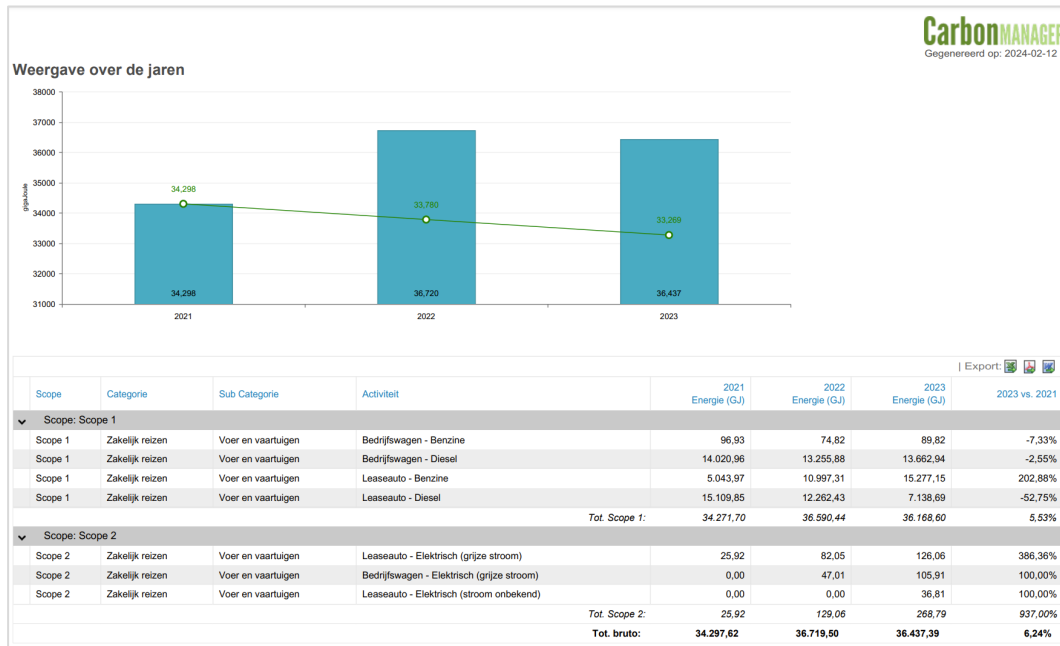 CarbonMANAGER
Gegenereerd op: 2024-02-12
Weergave over de jaren
38000
37000
36000
35000
34000
33000
32000
31000
gigaJoule
34,298
33,780
33,269
34,298
36,720
36,437
2021
2022
2023
| Export:
Scope Categorie Sub Categorie Activiteit 2021 Energie (GJ) 2022 Energie (GJ) 2023 Energie (GJ) 2023 vs. 2021
Scope: Scope 1
Scope 1 Zakelijk reizen Voer en vaartuigen Bedrijfswagen - Benzine 96,93 74,82 89,82 -7,33%
Scope 1 Zakelijk reizen Voer en vaartuigen Bedrijfswagen - Diesel 14.020,96 13.255,88 13.662,94 -2,55%
Scope 1 Zakelijk reizen Voer en vaartuigen Leaseauto - Benzine 5.043,97 10.997,31 15.277,15 202,88%
Scope 1 Zakelijk reizen Voer en vaartuigen Leaseauto - Diesel 15.109,85 12.262,43 7.138,69 -52,75%
Tot. Scope 1: 34.271,70 36.590,44 36.168,60 5,53%
Scope: Scope 2
Scope 2 Zakelijk reizen Voer en vaartuigen Leaseauto - Elektrisch (grijze stroom) 25,92 82,05 126,06 386,36%
Scope 2 Zakelijk reizen Voer en vaartuigen Bedrijfswagen - Elektrisch (grijze stroom) 0,00 47,01 105,91 100,00%
Scope 2 Zakelijk reizen Voer en vaartuigen Leaseauto - Elektrisch (stroom onbekend) 0,00 0,00 36,81 100,00%
Tot. Scope 2: 25,92 129,06 268,79 937,00%
Tot. bruto: 34.297,62 36.719,50 36.437,39 6,24%